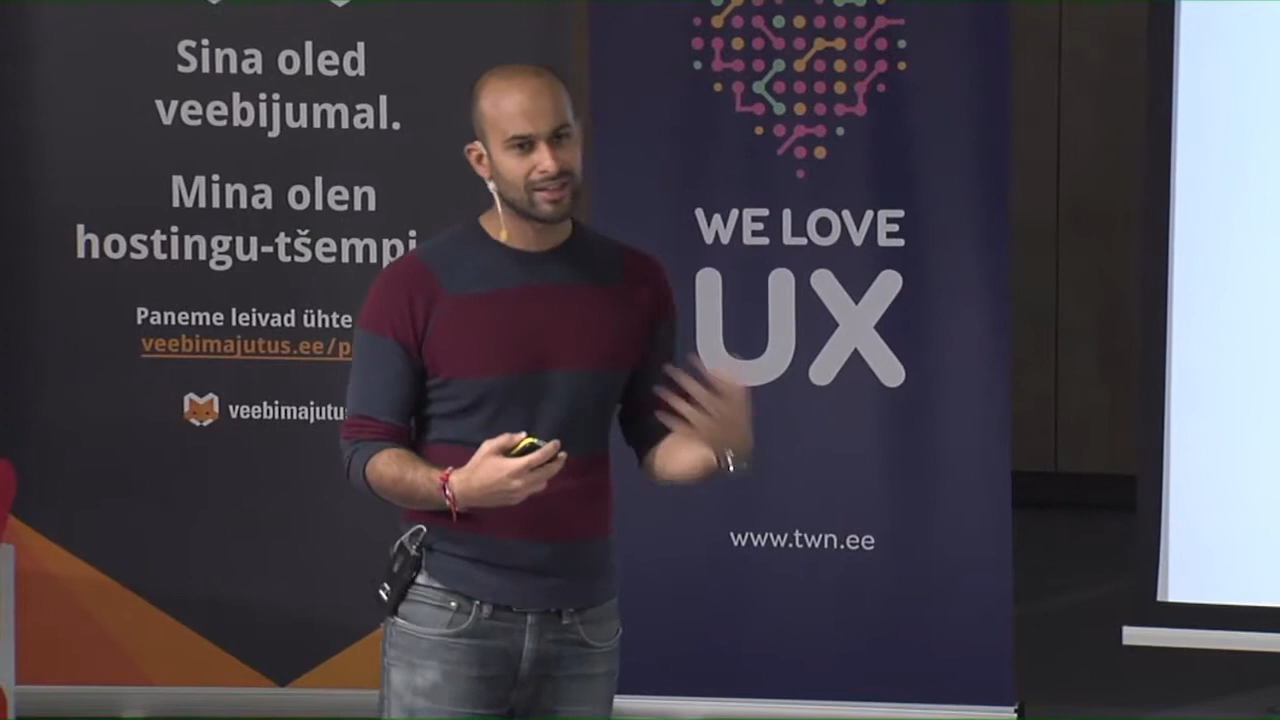 Sina oled
veebijumal.
Mina olen
hostingu-tšempi
Paneme leivad ühte
veebimajutus.ee/p
veebimajutus
WE LOVE
UX
www.twn.ee